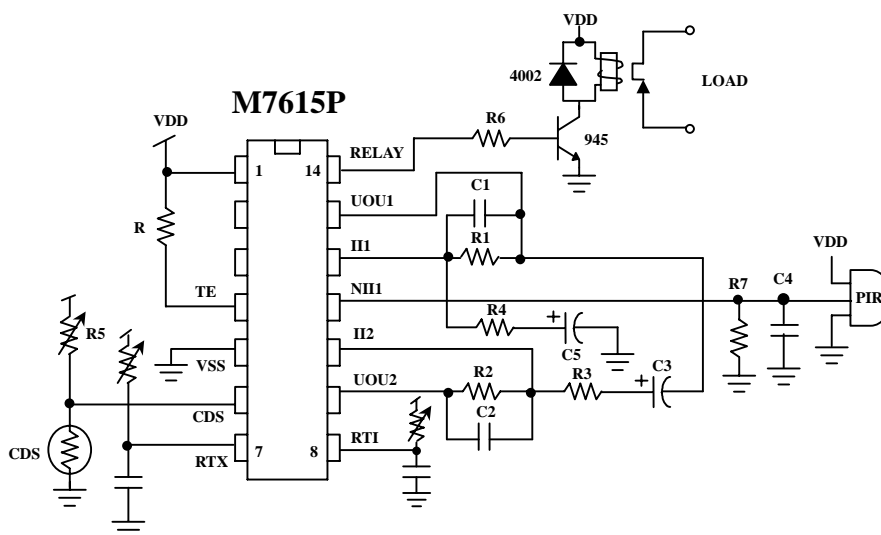 VDD
4002
LOAD
M7615P
R6
945
VDD
RELAY
1
14
C1
UOU1
R
R1
II1
VDD
R7
C4
TE
NII1
PIR
R4
R5
+
II2
VSS
C5
C3
R2
R3
+
UOU2
CDS
C2
CDS
RTI
7
8
RTX